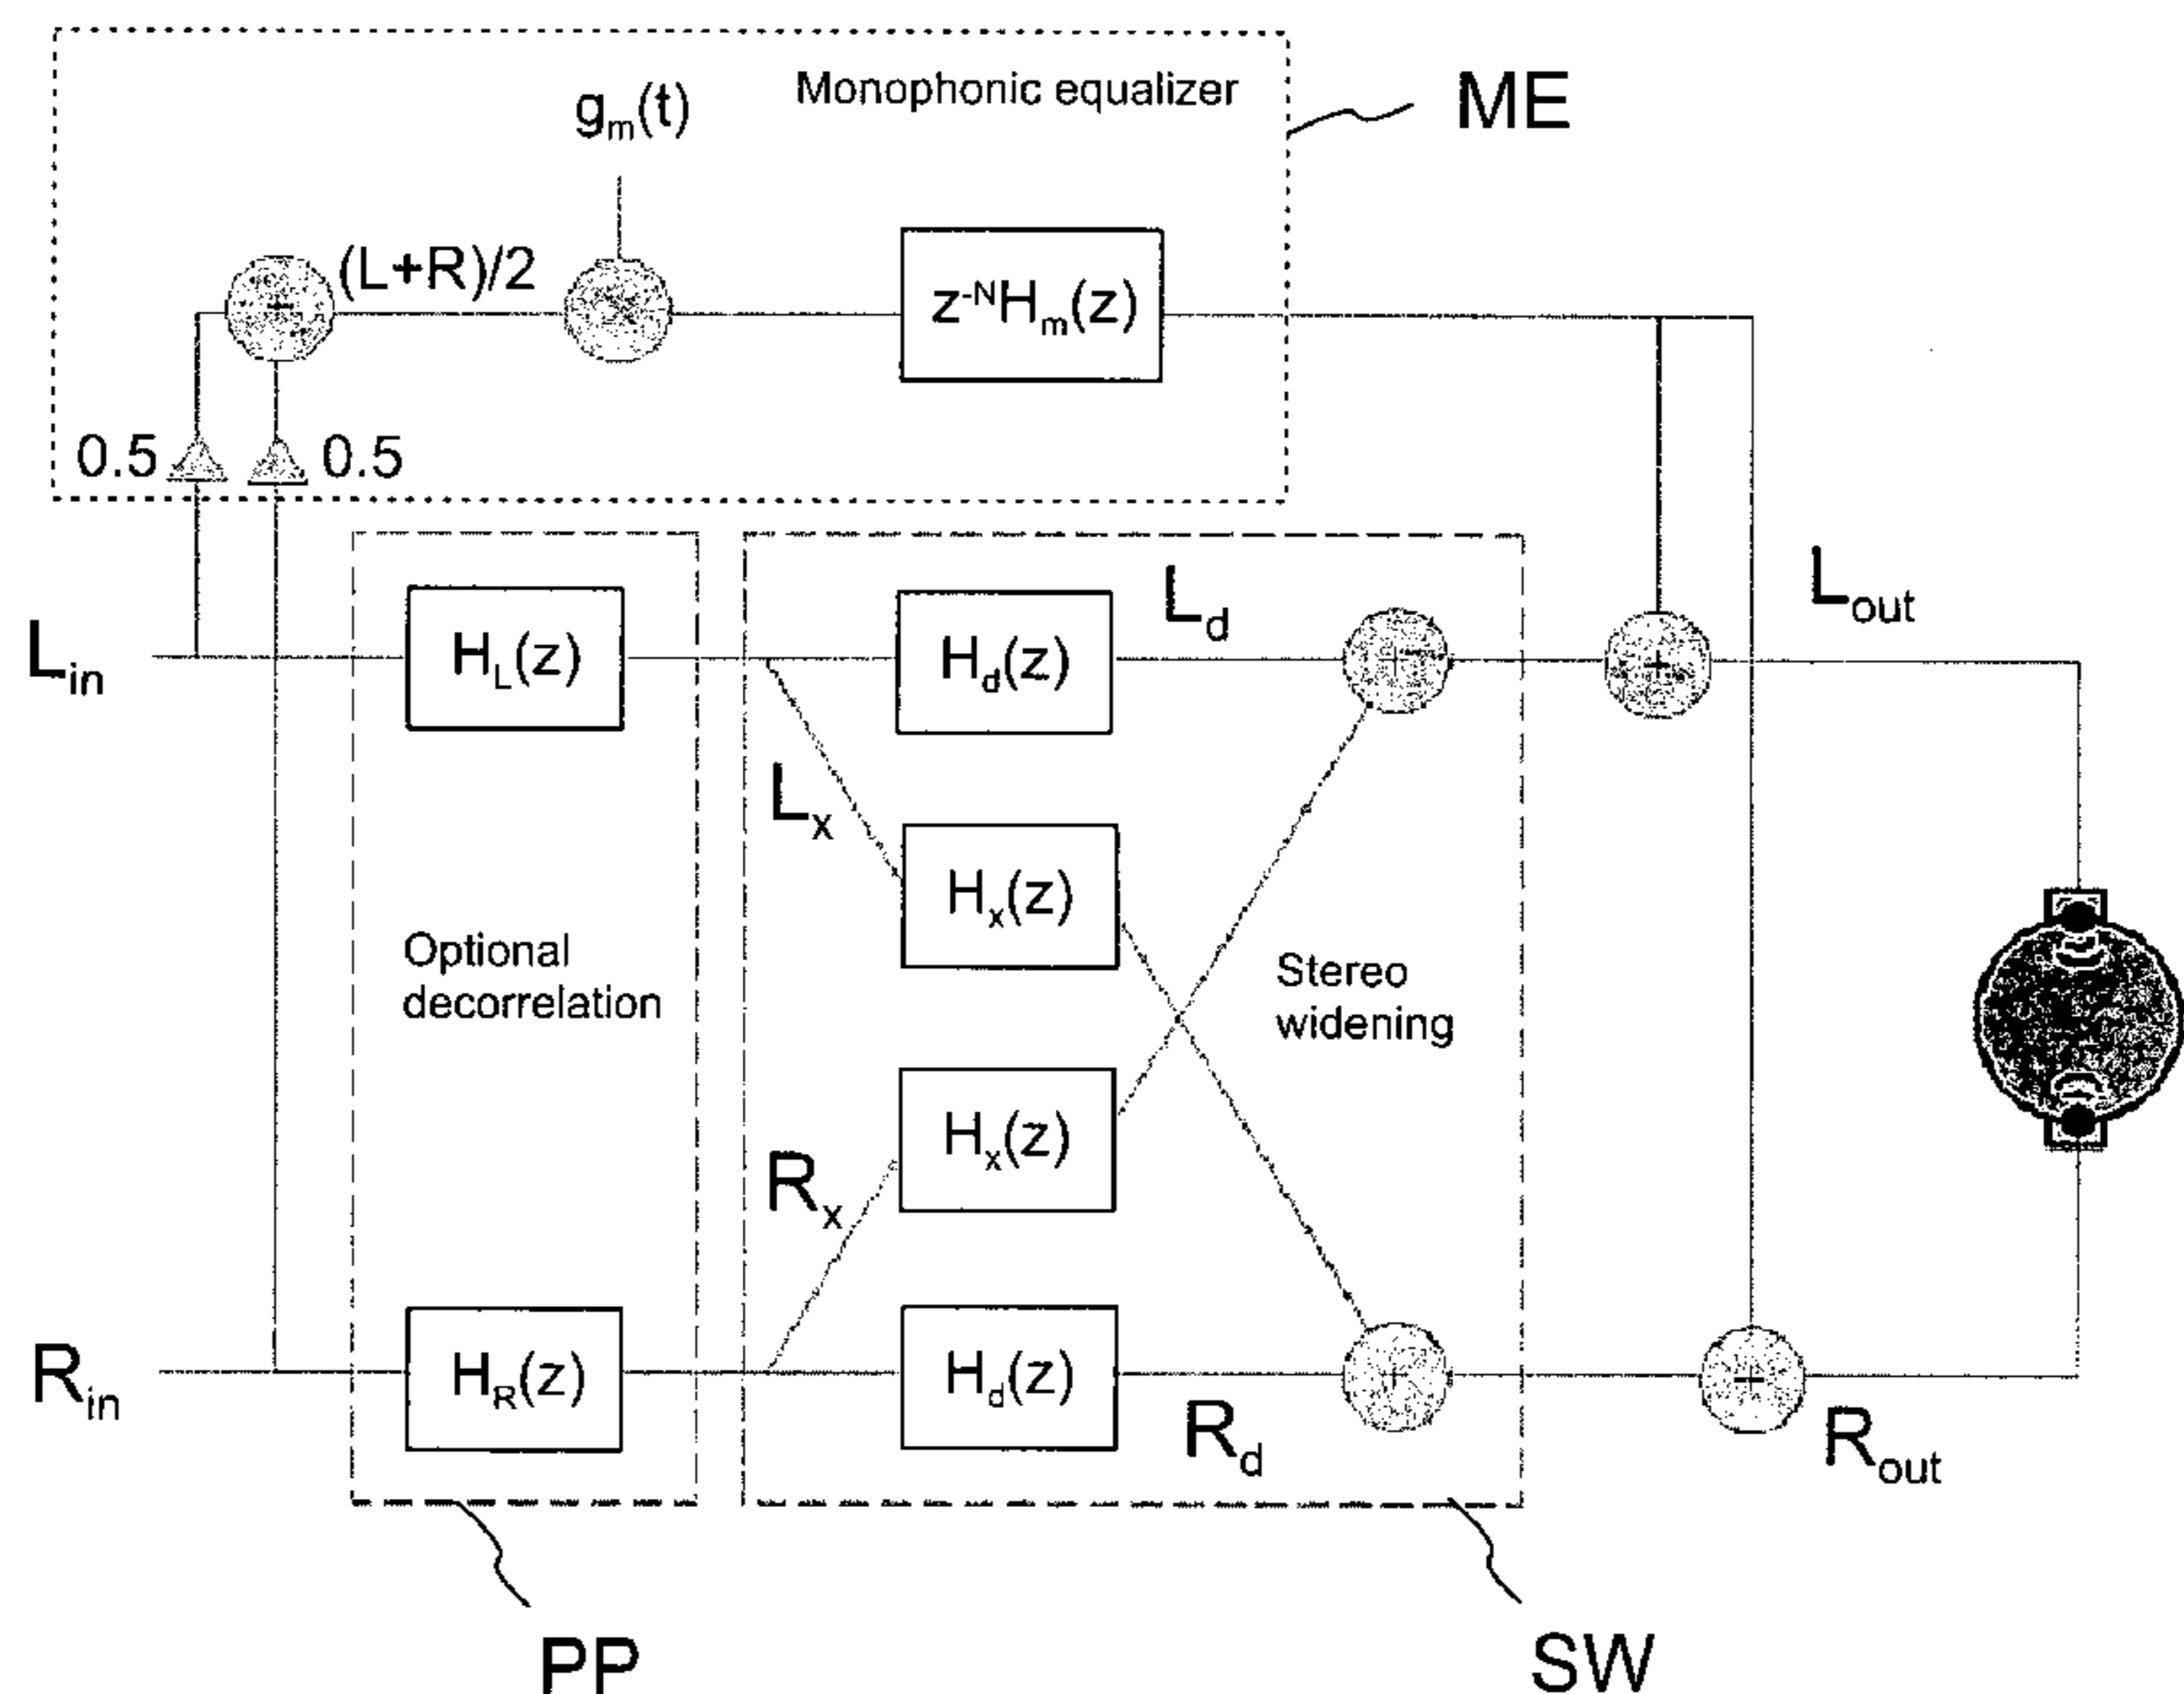 Monophonic equalizer
ME
gm(t)
(L+R)/2
z-NHm(z)
0.5
0.5
Lin
HL(z)
Hd(z)
Ld
Lout
Lx
Hx(z)
Optional
decorrelation
Stereo
widening
Hx(z)
Rx
Rin
HR(z)
Hd(z)
Rd
Rout
PP
SW